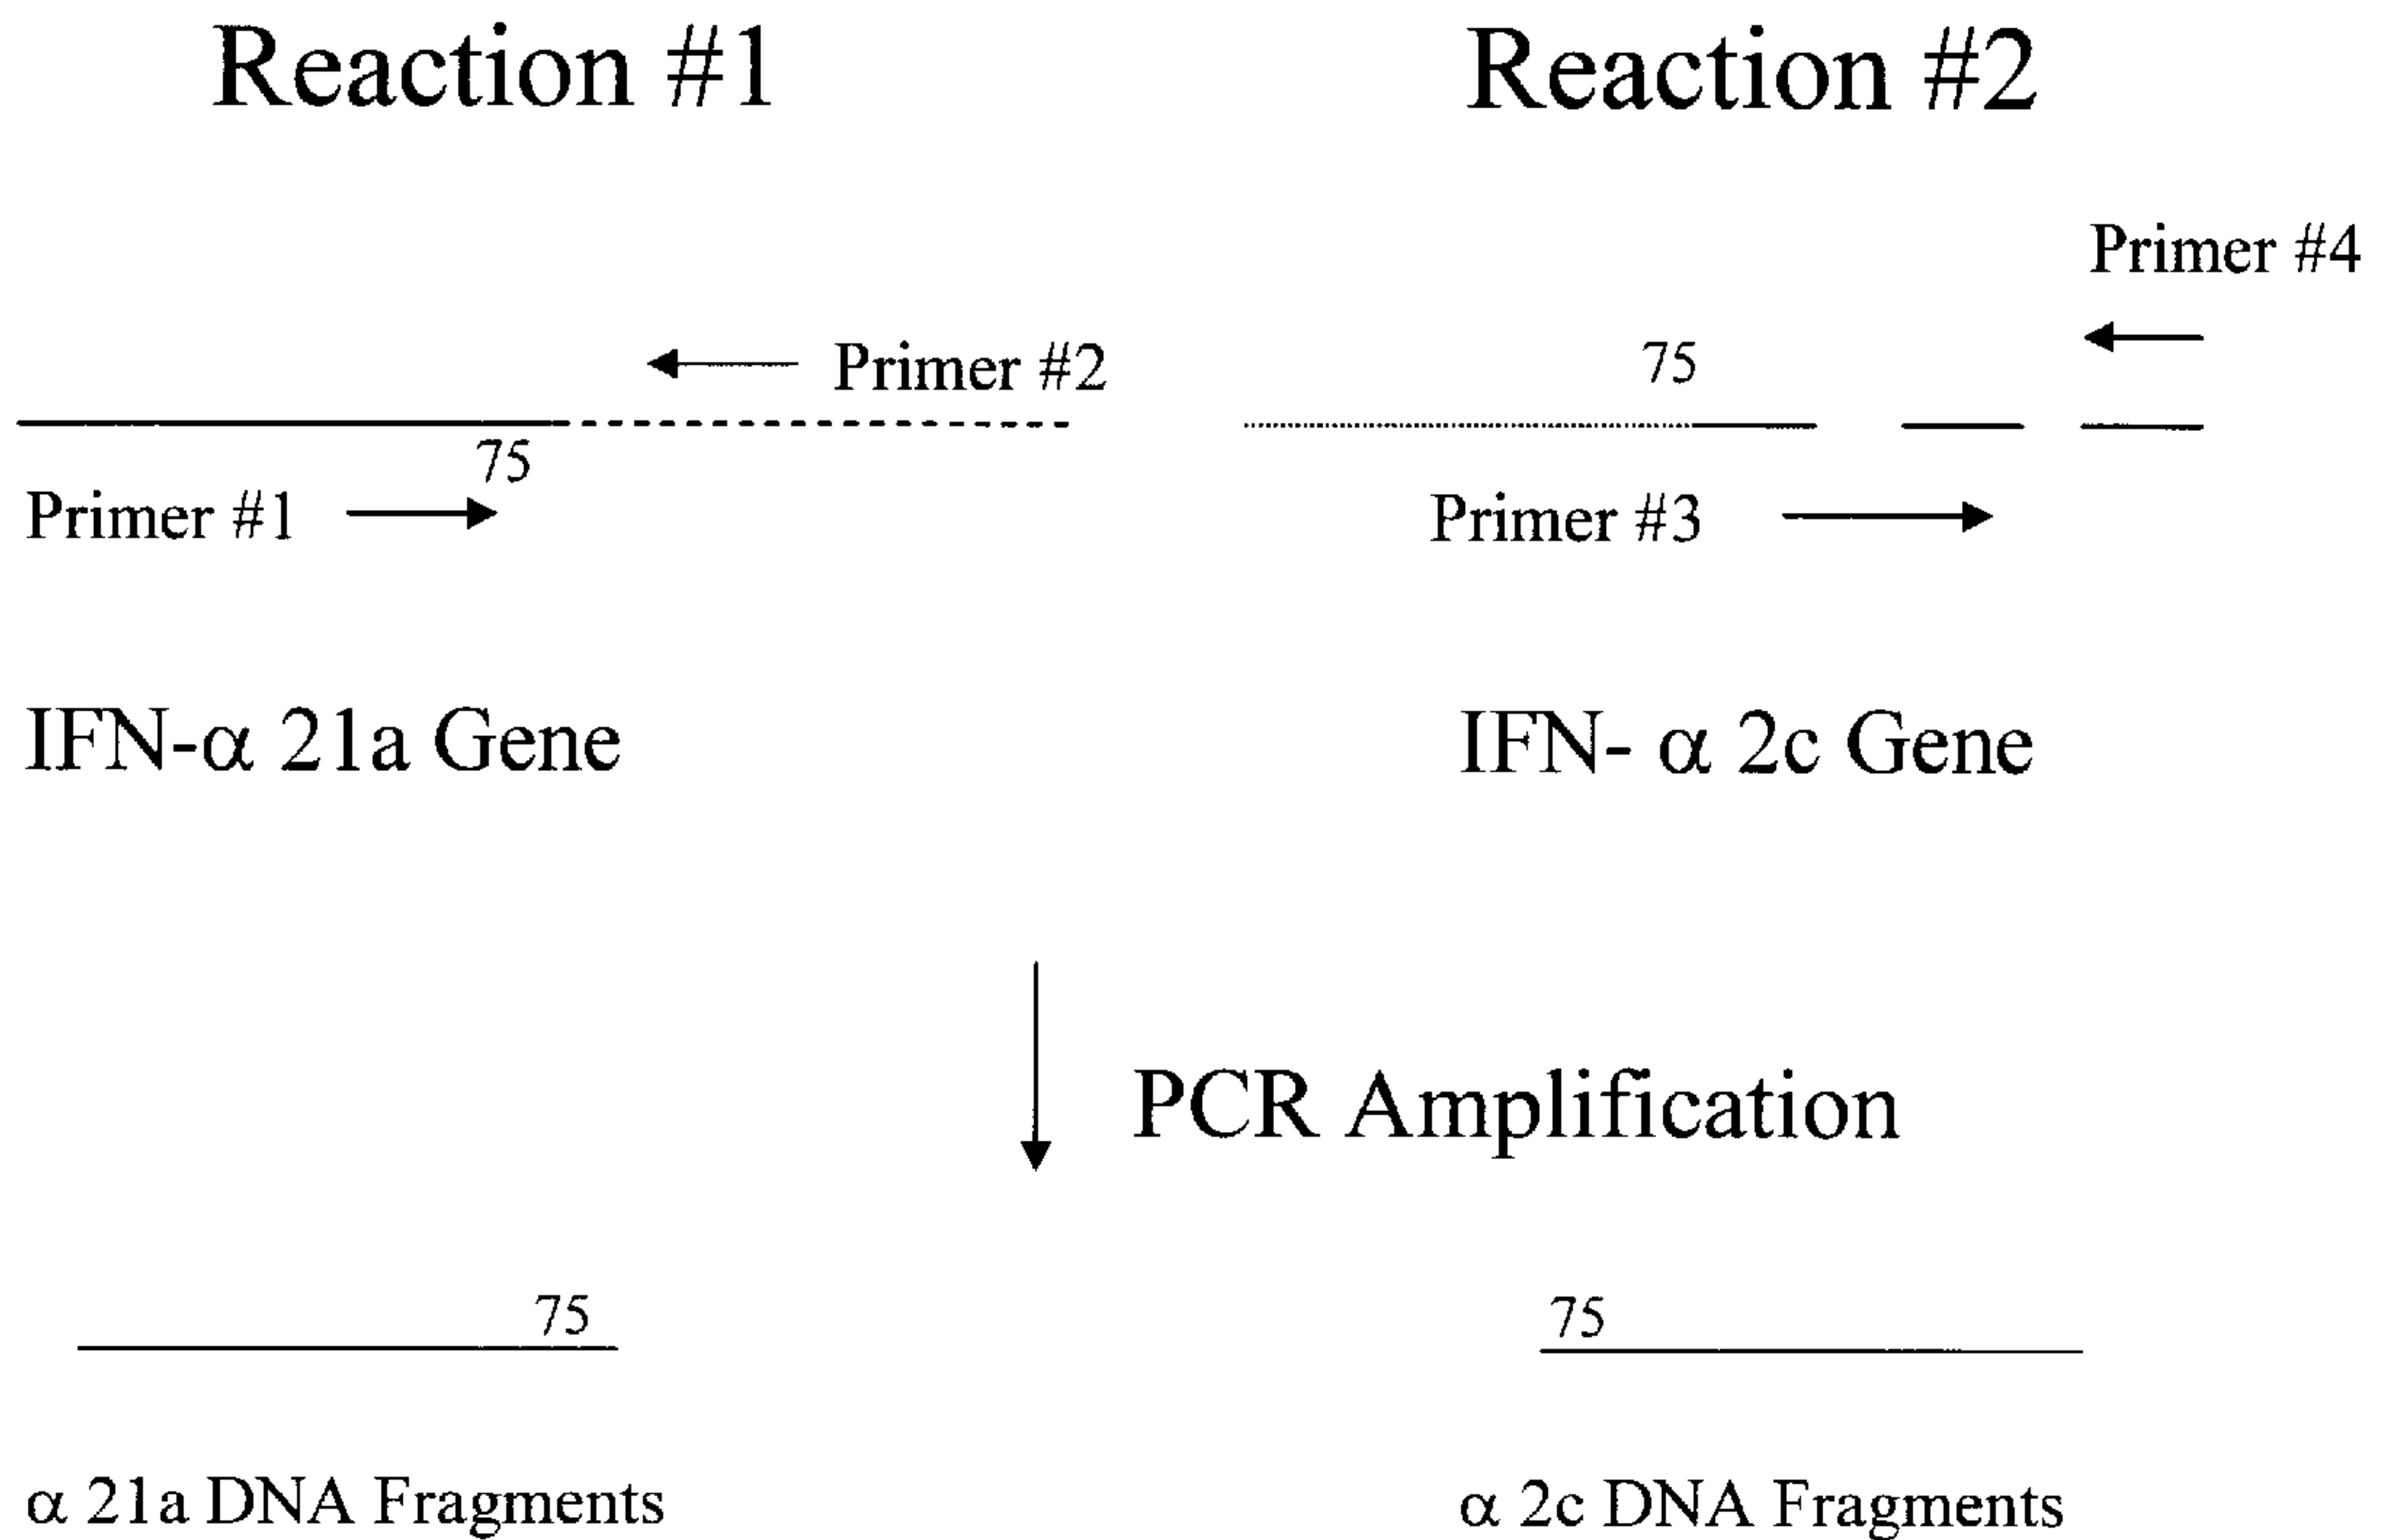 Reaction #1
Reaction #2
Primer #4
Primer #2
75
75
Primer #1
Primer #3
IFN-α 21a Gene
IFN- α 2c Gene
PCR Amplification
75
75
α 21a DNA Fragments
α 2c DNA Fragments